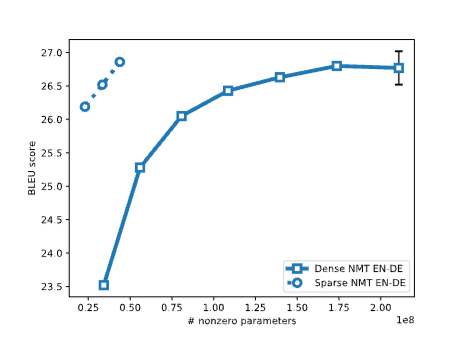 27.0
26.5
26.0
25.5
25.0
24.5
24.0
23.5
BLEU score
0.25 0.50 0.75 1.00 1.25 1.50 1.75 2.00
1e8
# nonzero parameters
Dense NMT EN-DE
Sparse NMT EN-DE